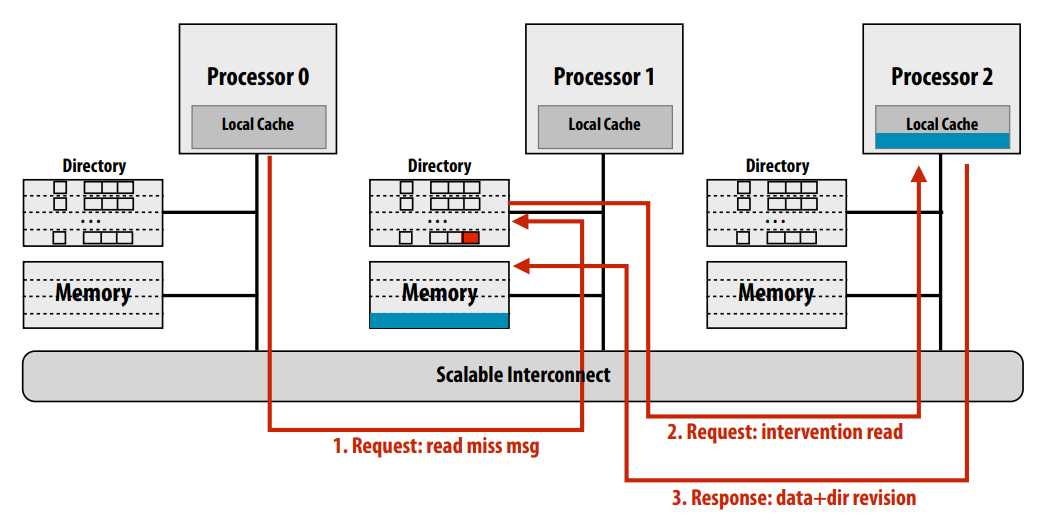 Processor 0
Local Cache
Processor 1
Local Cache
Processor 2
Local Cache
Directory
Directory
Directory
...
...
...
Memory
Memory
Memory
Scalable Interconnect
1. Request: read miss msg
2. Request: intervention read
3. Response: data+dir revision